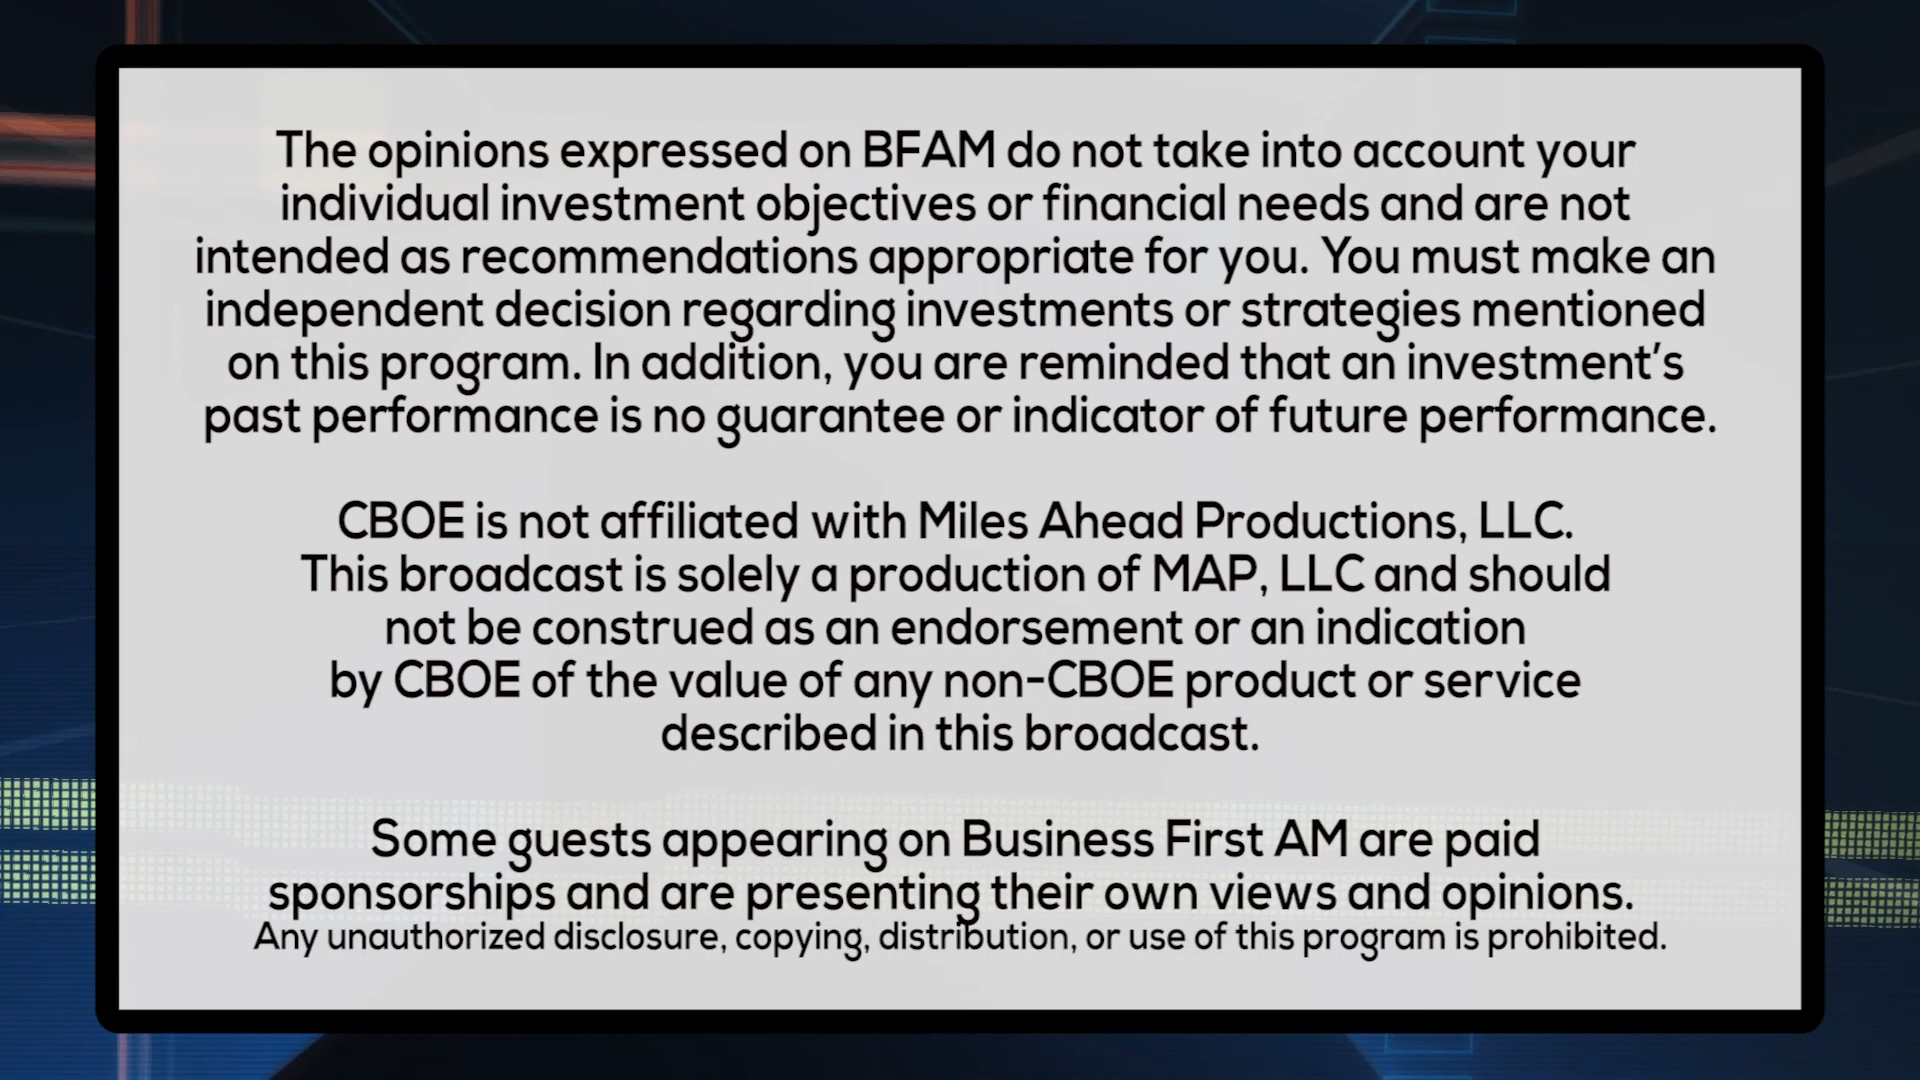 The opinions expressed on BFAM do not take into account your
individual investment objectives or financial needs and are not
intended as recommendations appropriate for you. You must make an
independent decision regarding investments or strategies mentioned
on this program. In addition, you are reminded that an investment’s
past performance is no guarantee or indicator of future performance.
CBOE is not affiliated with Miles Ahead Productions, LLC.
This broadcast is solely a production of MAP, LLC and should
not be construed as an endorsement or an indication
by CBOE of the value of any non-CBOE product or service
described in this broadcast.
Some guests appearing on Business First AM are paid
sponsorships and are presenting their own views and opinions.
Any unauthorized disclosure, copying, distribution, or use of this program is prohibited.